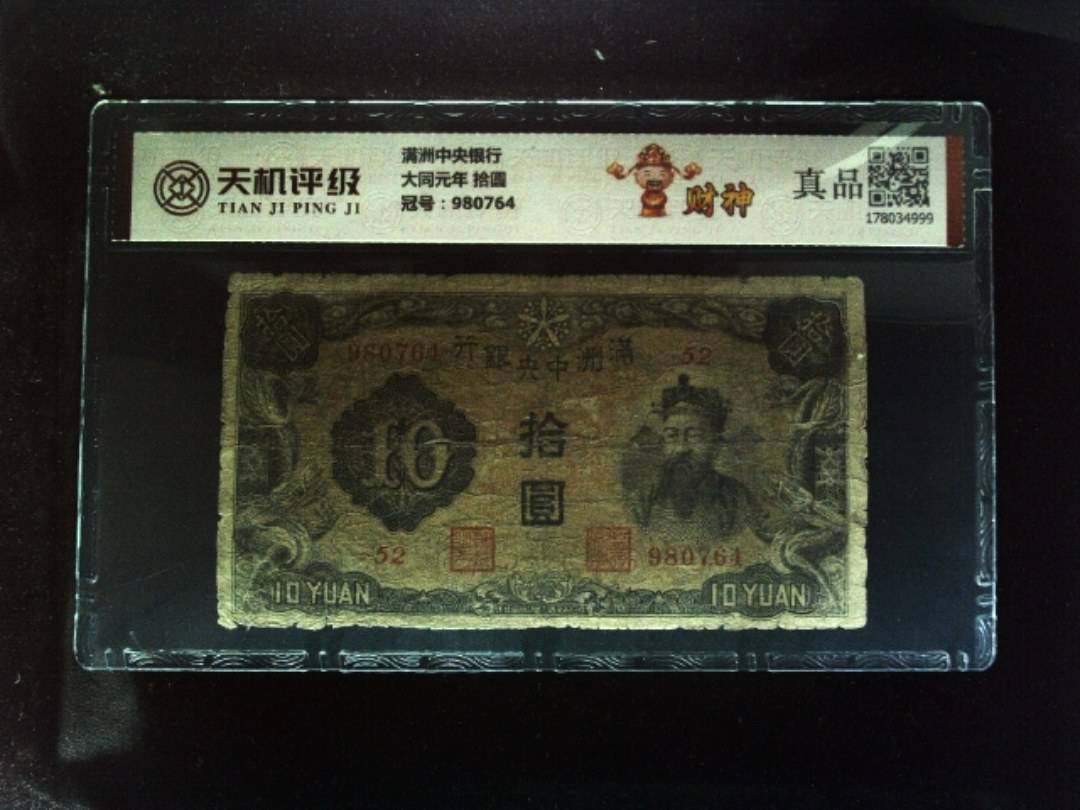 天机评级
TIAN JI PING JI
满洲中央银行
大同元年 拾圆
冠号：980764
财神
真品
178034999
拾
圓
980764
行銀央中洲滿
52
10
拾
圓
52
980764
10 YUAN
10 YUAN